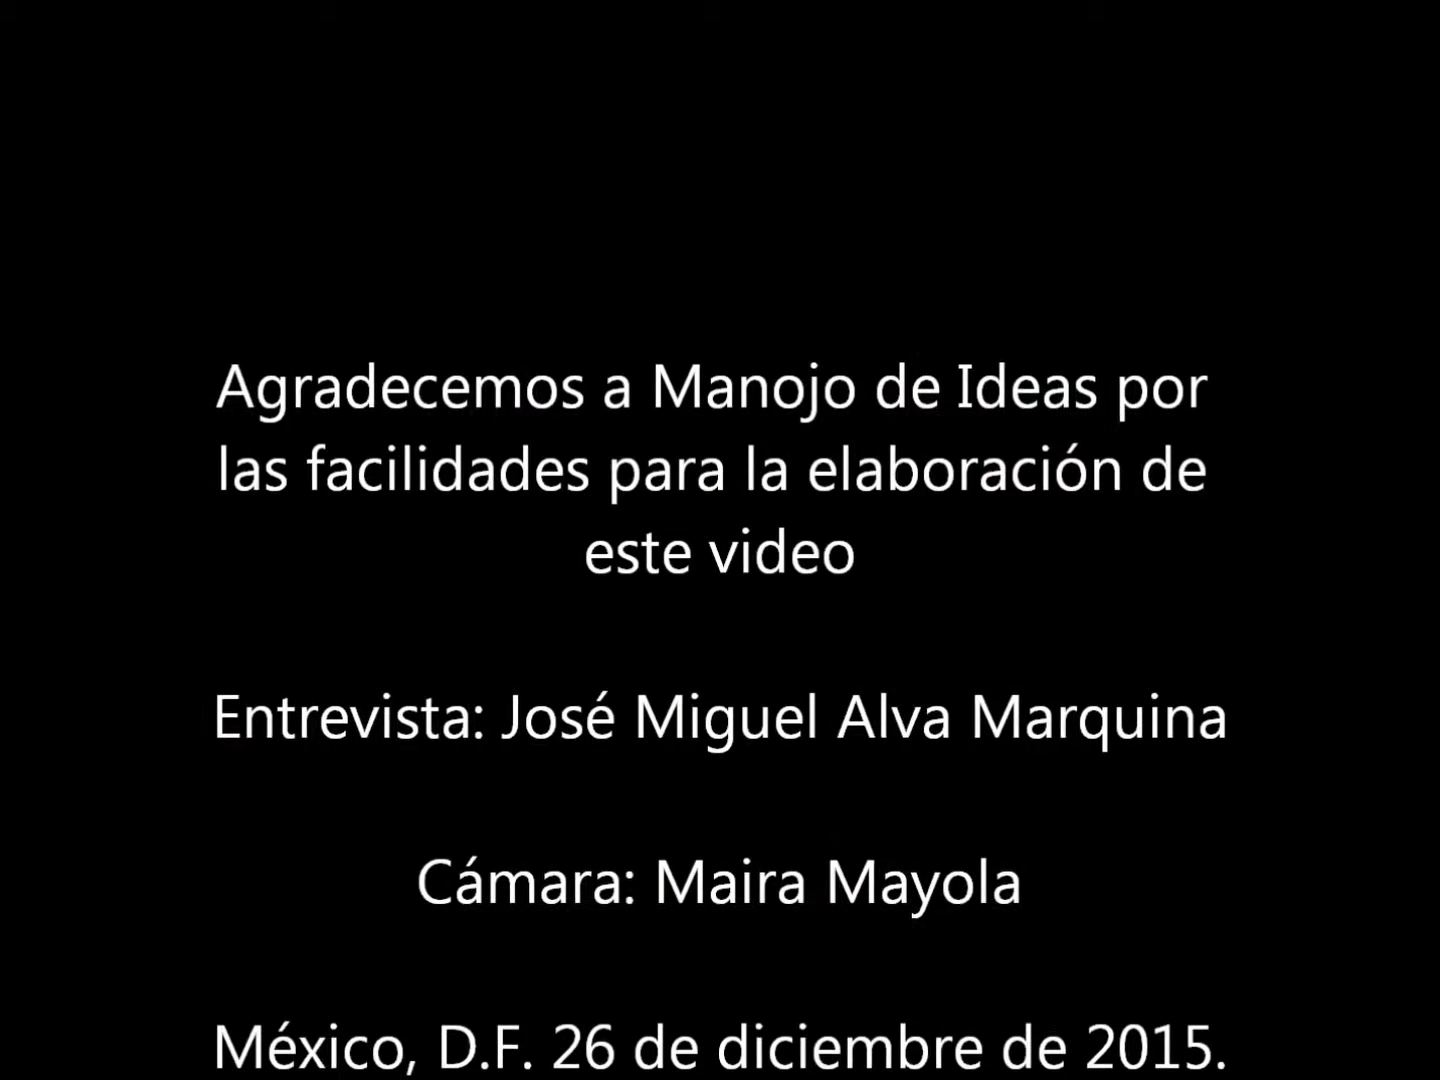 Agradecemos a Manojo de Ideas por
las facilidades para la elaboración de
este video
Entrevista: José Miguel Alva Marquina
Cámara: Maira Mayola
México, D.F. 26 de diciembre de 2015.